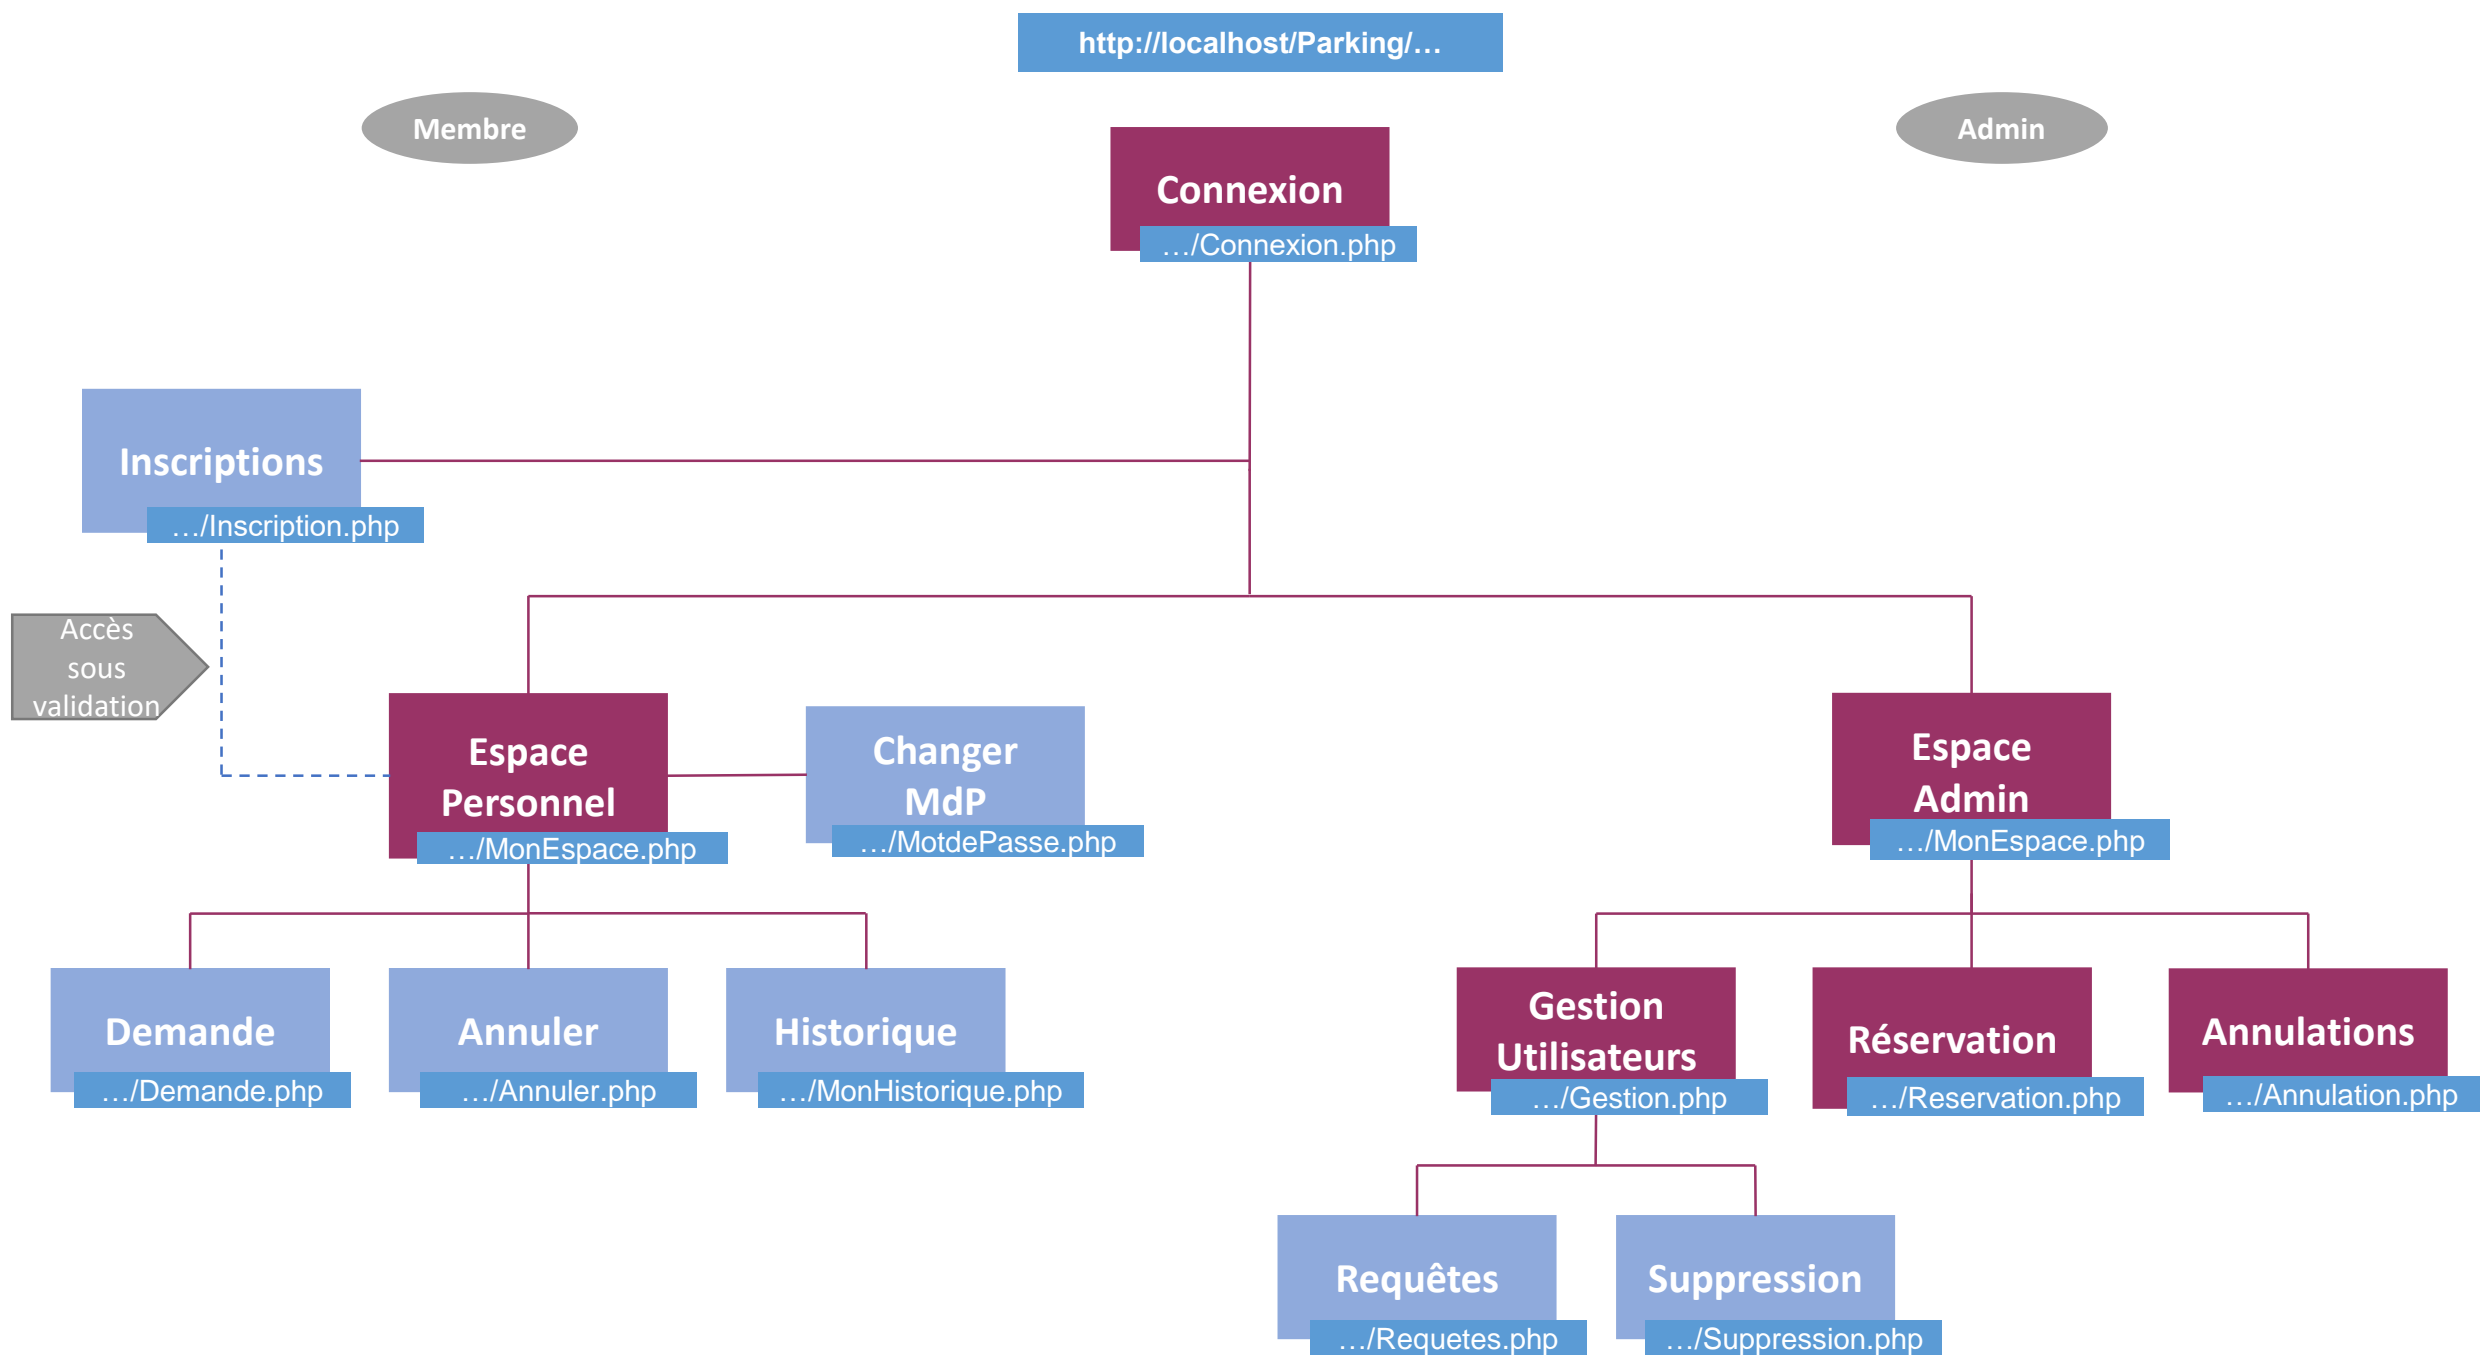 http://localhost/Parking/…
Membre
Admin
Connexion
…/Connexion.php
Inscriptions
…/Inscription.php
Accès
sous
validation
Espace
Personnel
…/MonEspace.php
Changer
MdP
…/MotdePasse.php
Espace
Admin
…/MonEspace.php
Demande
…/Demande.php
Annuler
…/Annuler.php
Historique
…/MonHistorique.php
Gestion
Utilisateurs
…/Gestion.php
Réservation
…/Reservation.php
Annulations
…/Annulation.php
Requêtes
…/Requetes.php
Suppression
…/Suppression.php